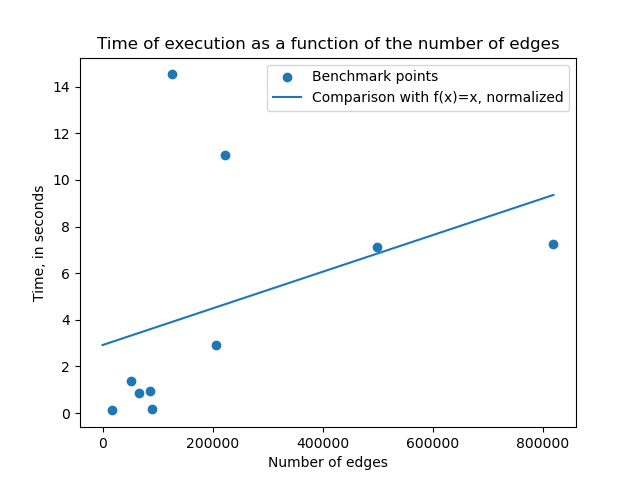 Time of execution as a function of the number of edges
Benchmark points
Comparison with f(x)=x, normalized
14
12
10
8
6
4
2
0
Time, in seconds
0 200000 400000 600000 800000
Number of edges